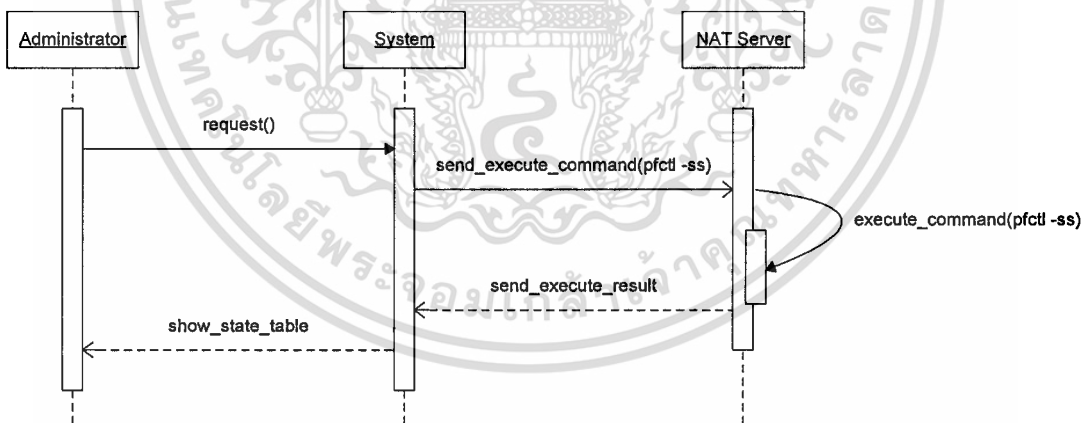 Administrator
System
NAT Server
request()
send_execute_command(pfctl -ss)
execute_command(pfctl -ss)
send_execute_result
show_state_table